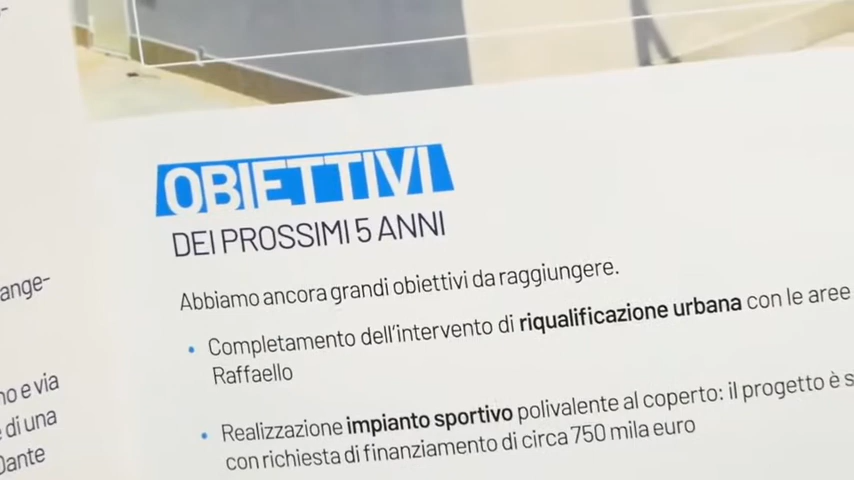 OBIETTIVI
DEI PROSSIMI 5 ANNI
Abbiamo ancora grandi obiettivi da raggiungere.
• Completamento dell'intervento di riqualificazione urbana con le aree
Raffaello
• Realizzazione impianto sportivo polivalente al coperto: il progetto è s
con richiesta di finanziamento di circa 750 mila euro
ange-
no e via
e di una
Dante